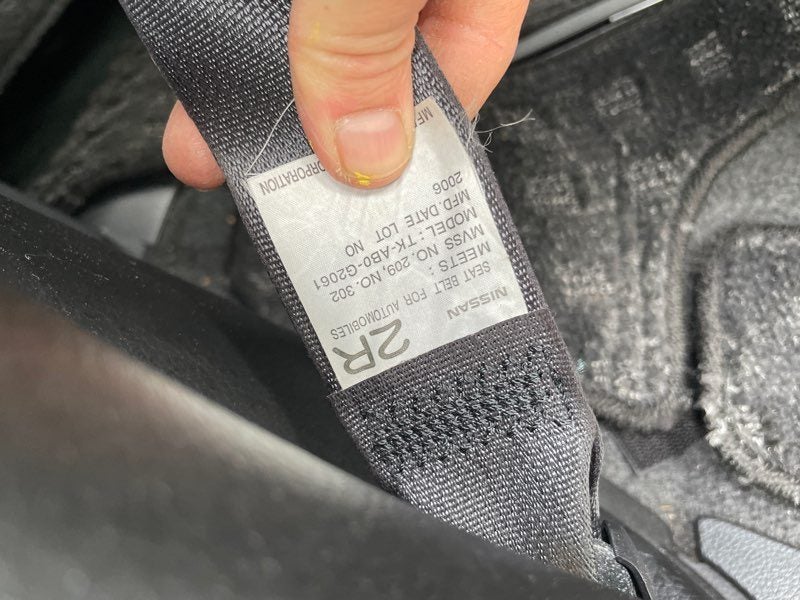 NISSAN 2R
SEAT BELT FOR AUTOMOBILES
MEETS :
MVSS NO. 209, NO. 302
MODEL : TK-AB0-G2061
MFD. DATE LOT NO
2006
CORPORATION